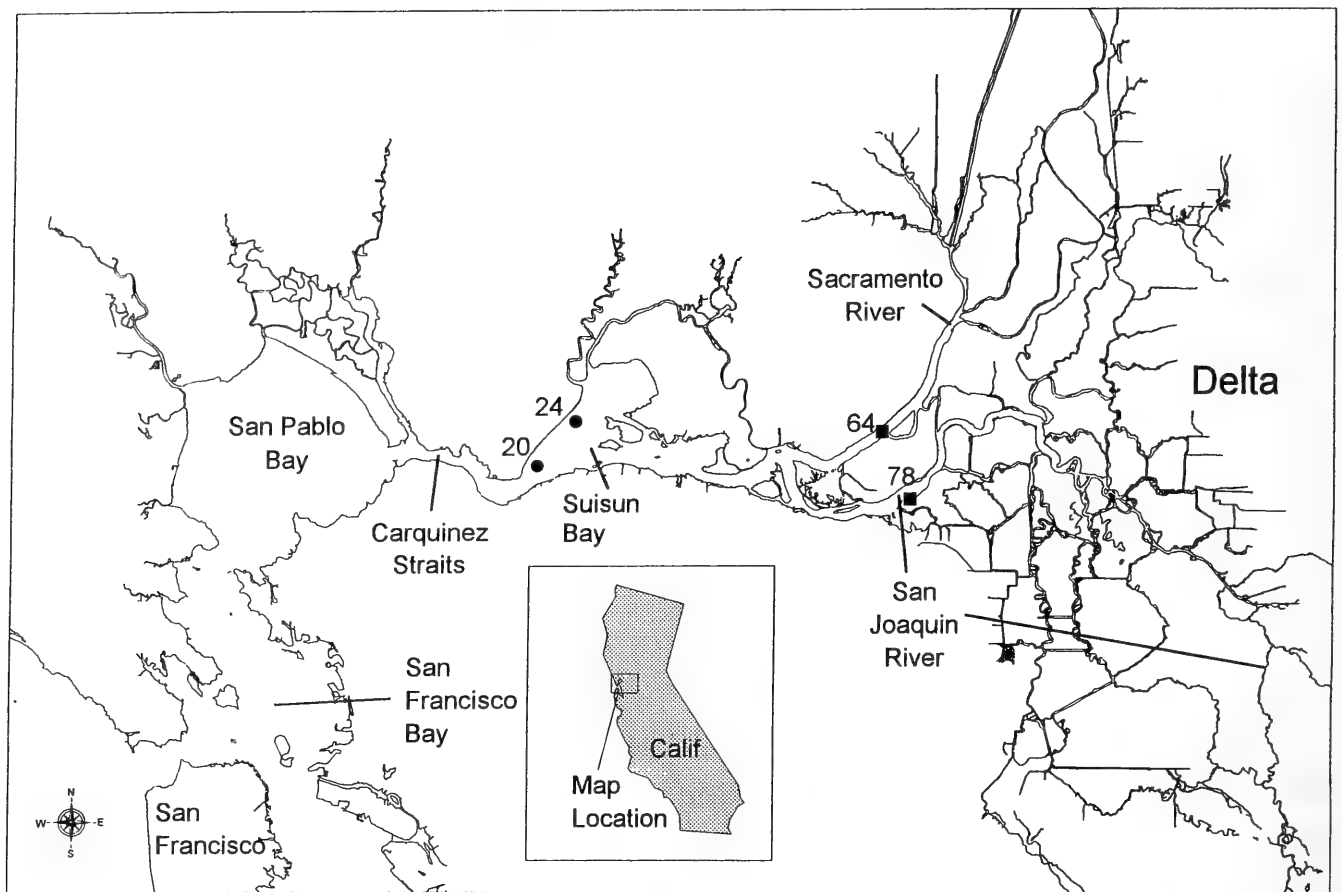 Sacramento
River
Delta
24
64
San Pablo
Bay
20
78
Suisun
Bay
Carquinez
Straits
San
Joaquin
River
San
Francisco
Bay
Calif
Map
Location
N
W
E
S
San
Francisco